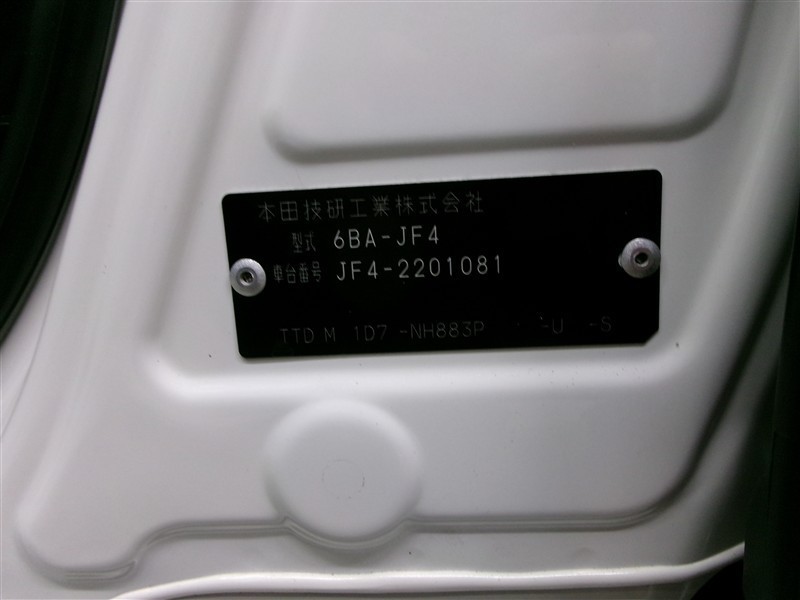 本田技研工業株式会社
型式 6BA-JF4
車台番号 JF4-2201081
TTD M 1D7 -NH883P - -U -S